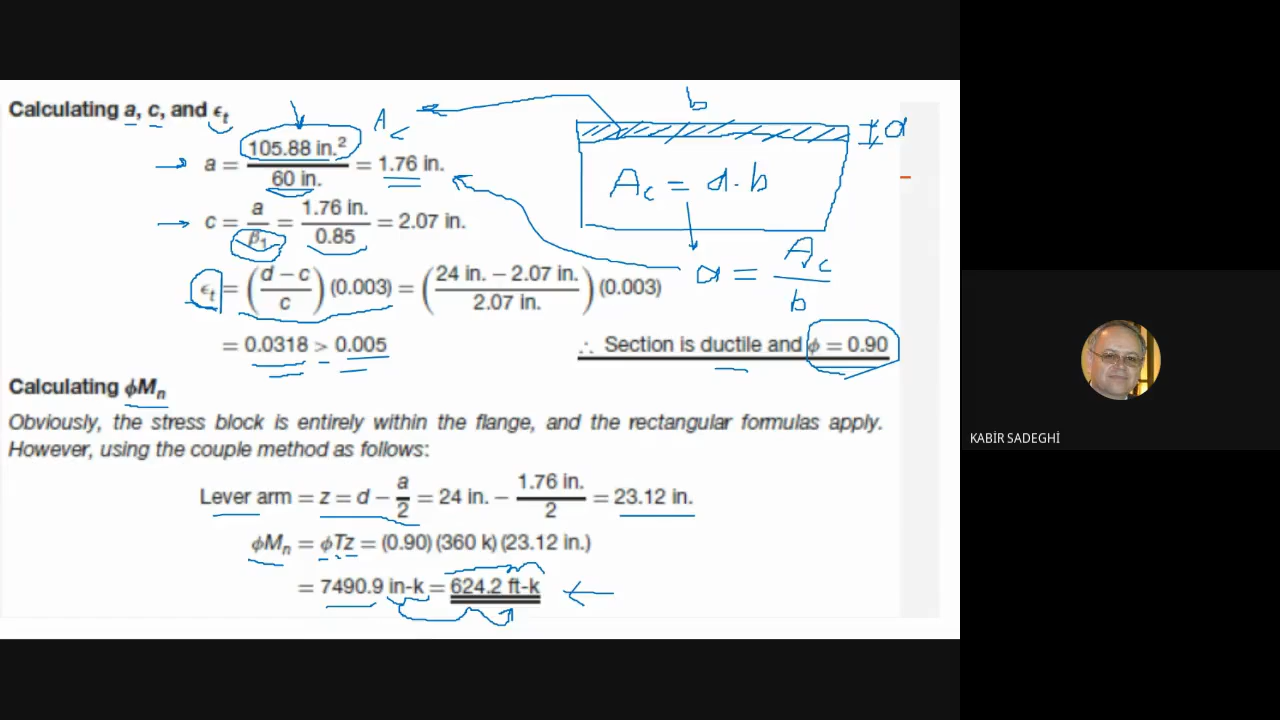 Calculating a, c, and ϵt
a = 105.88 in.² / 60 in. = 1.76 in.
Ac
b
a
c = a / β1 = 1.76 in. / 0.85 = 2.07 in.
Ac = a · b
ϵt = ( d − c / c ) (0.003) = ( 24 in. − 2.07 in. / 2.07 in. ) (0.003)
a = Ac / b
= 0.0318 > 0.005 ∴ Section is ductile and ϕ = 0.90
Calculating ϕMn
Obviously, the stress block is entirely within the flange, and the rectangular formulas apply.
However, using the couple method as follows:
Lever arm = z = d − a / 2 = 24 in. − 1.76 in. / 2 = 23.12 in.
ϕMn = ϕTz = (0.90) (360 k) (23.12 in.)
= 7490.9 in-k = 624.2 ft-k
KABİR SADEGHİ